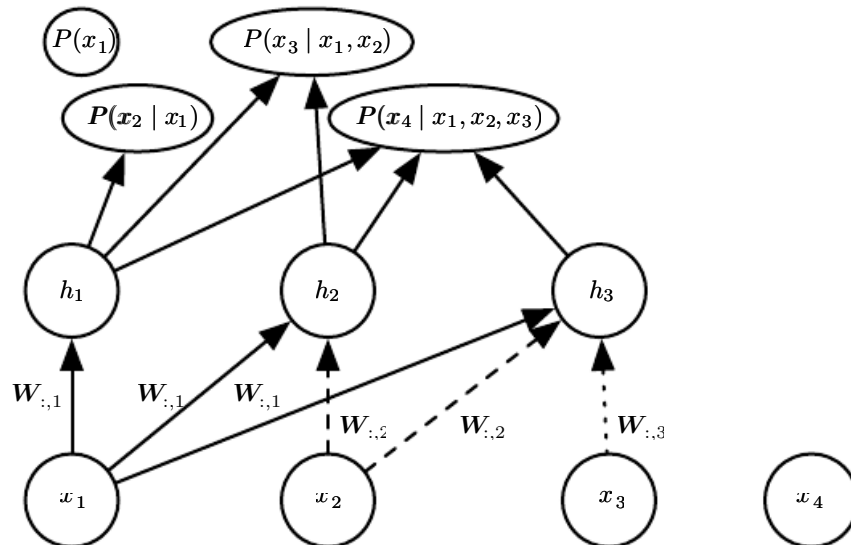 P(x₁) P(x₃ | x₁, x₂)
P(x₂ | x₁) P(x₄ | x₁, x₂, x₃)
h₁ h₂ h₃
W:,1 W:,1 W:,1 W:,2 W:,2 W:,3
x₁ x₂ x₃ x₄